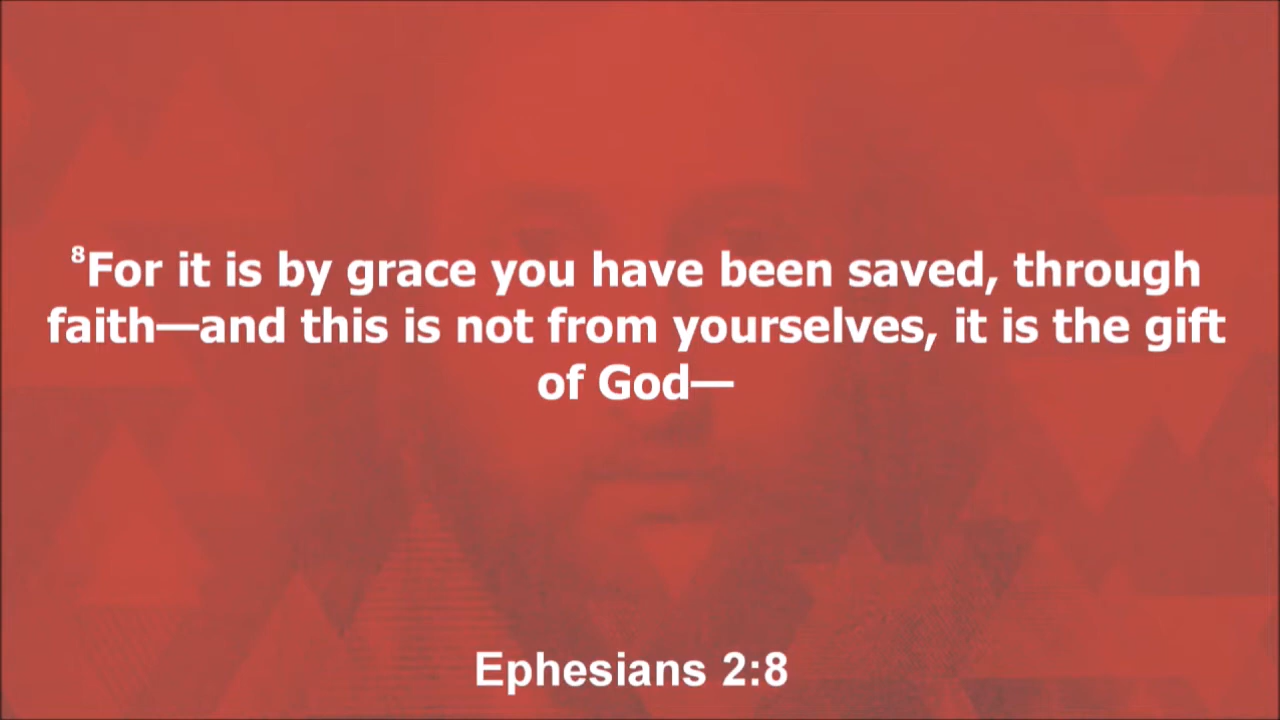 ⁸For it is by grace you have been saved, through
faith—and this is not from yourselves, it is the gift
of God—
Ephesians 2:8